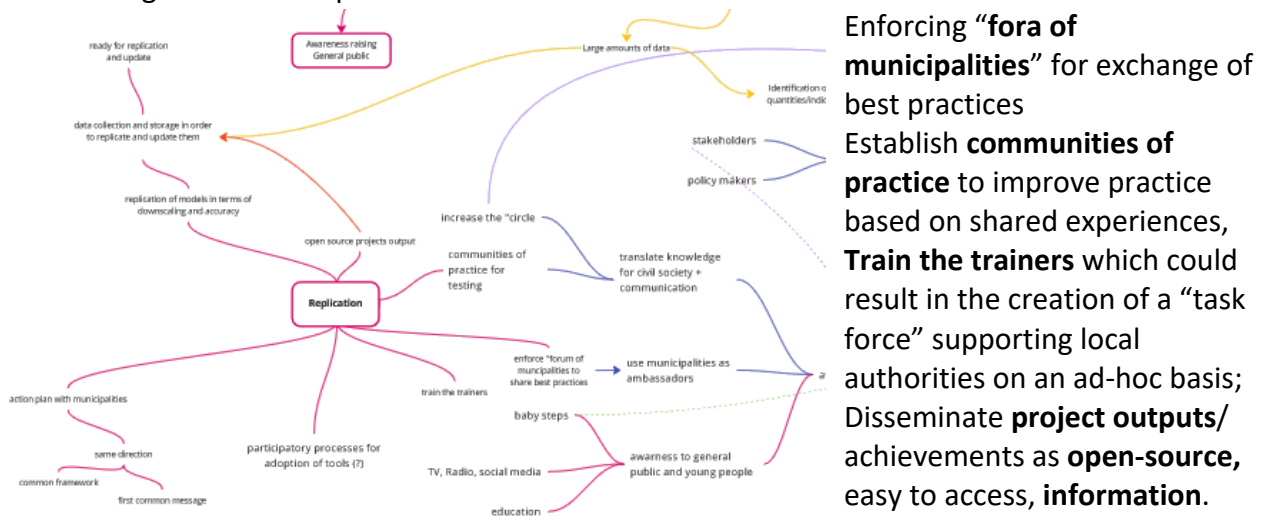 Awareness raising
General public
ready for replication
and update
Large amounts of data
Identification o
quantities/indic
data collection and storage in order
to replicate and update them
stakeholders
policy makers
replication of models in terms of
downscaling and accuracy
increase the "circle
open source projects output
communities of
practice for
testing
translate knowledge
for civil society +
communication
Replication
enforce "forum of
muncipalities to
share best practices
use municipalities as
ambassadors
train the trainers
action plan with municipalities
baby steps
participatory processes for
adoption of tools (?)
same direction
common framework
first common message
TV, Radio, social media
awarness to general
public and young people
education
Enforcing “fora of
municipalities” for exchange of
best practices
Establish communities of
practice to improve practice
based on shared experiences,
Train the trainers which could
result in the creation of a “task
force” supporting local
authorities on an ad-hoc basis;
Disseminate project outputs/
achievements as open-source,
easy to access, information.